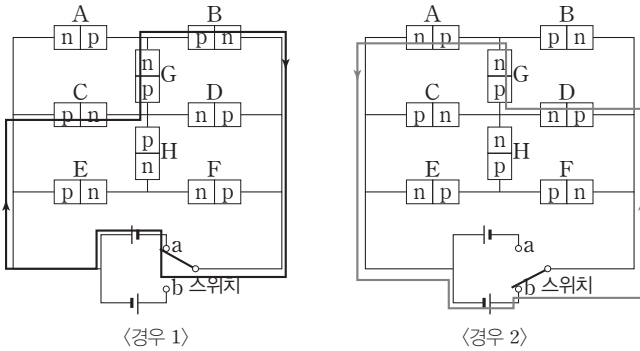 A B A B
n p p n n p p n
n n
G G
p p
C D C D
p n n p p n n p
p n
H H
n p
E F E F
p n n p n p p n
a a
b 스위치 b 스위치
〈경우 1〉 〈경우 2〉